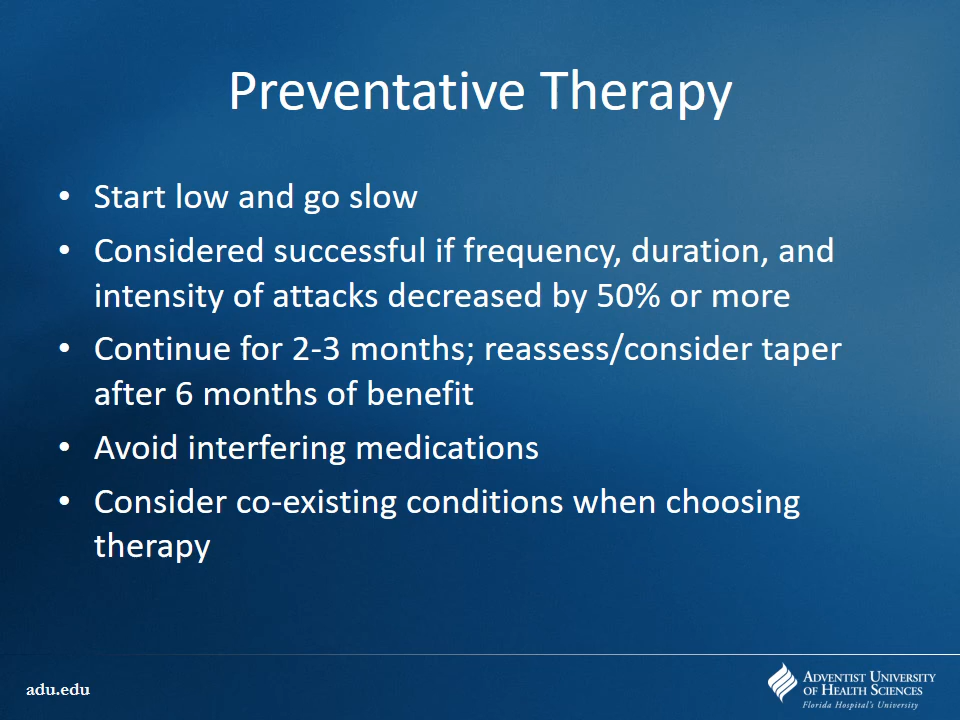 Preventative Therapy
• Start low and go slow
• Considered successful if frequency, duration, and
intensity of attacks decreased by 50% or more
• Continue for 2-3 months; reassess/consider taper
after 6 months of benefit
• Avoid interfering medications
• Consider co-existing conditions when choosing
therapy
adu.edu
ADVENTIST UNIVERSITY
OF HEALTH SCIENCES
Florida Hospital's University